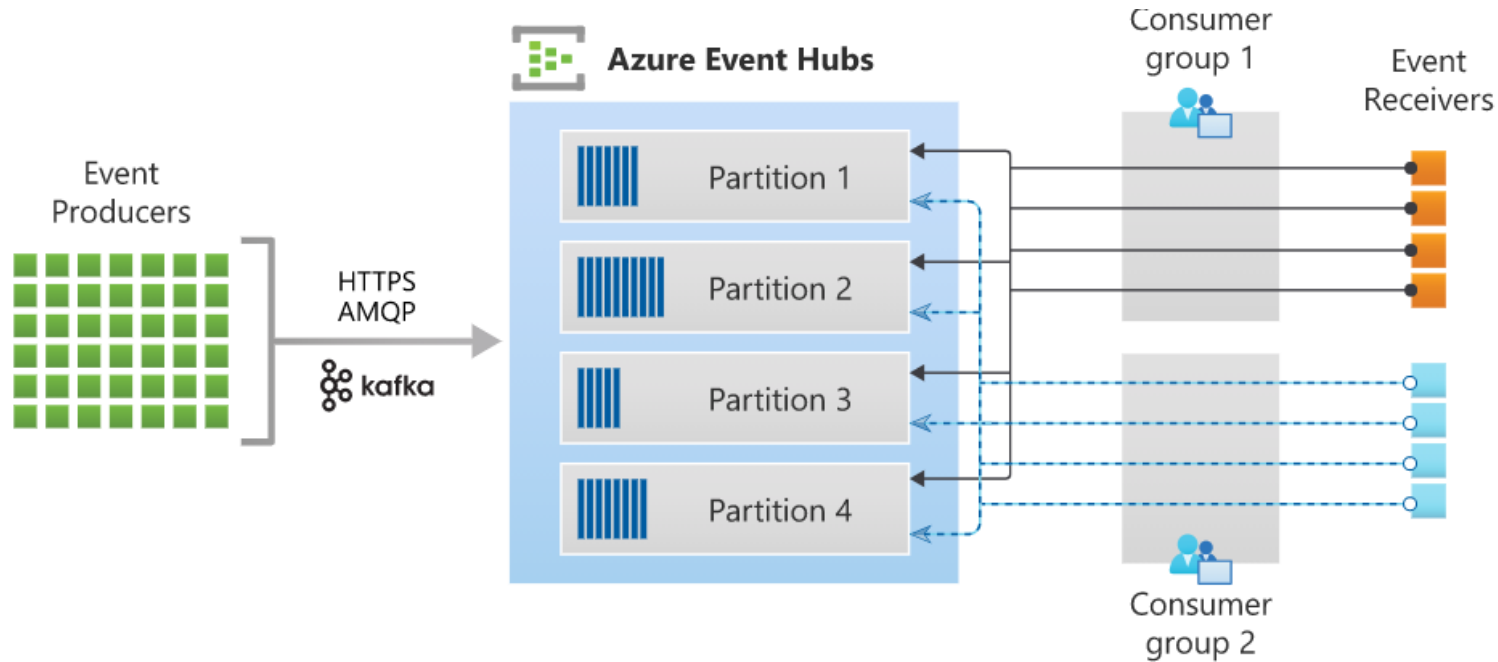 Event
Producers
HTTPS
AMQP
kafka
Azure Event Hubs
Partition 1
Partition 2
Partition 3
Partition 4
Consumer
group 1
Event
Receivers
Consumer
group 2